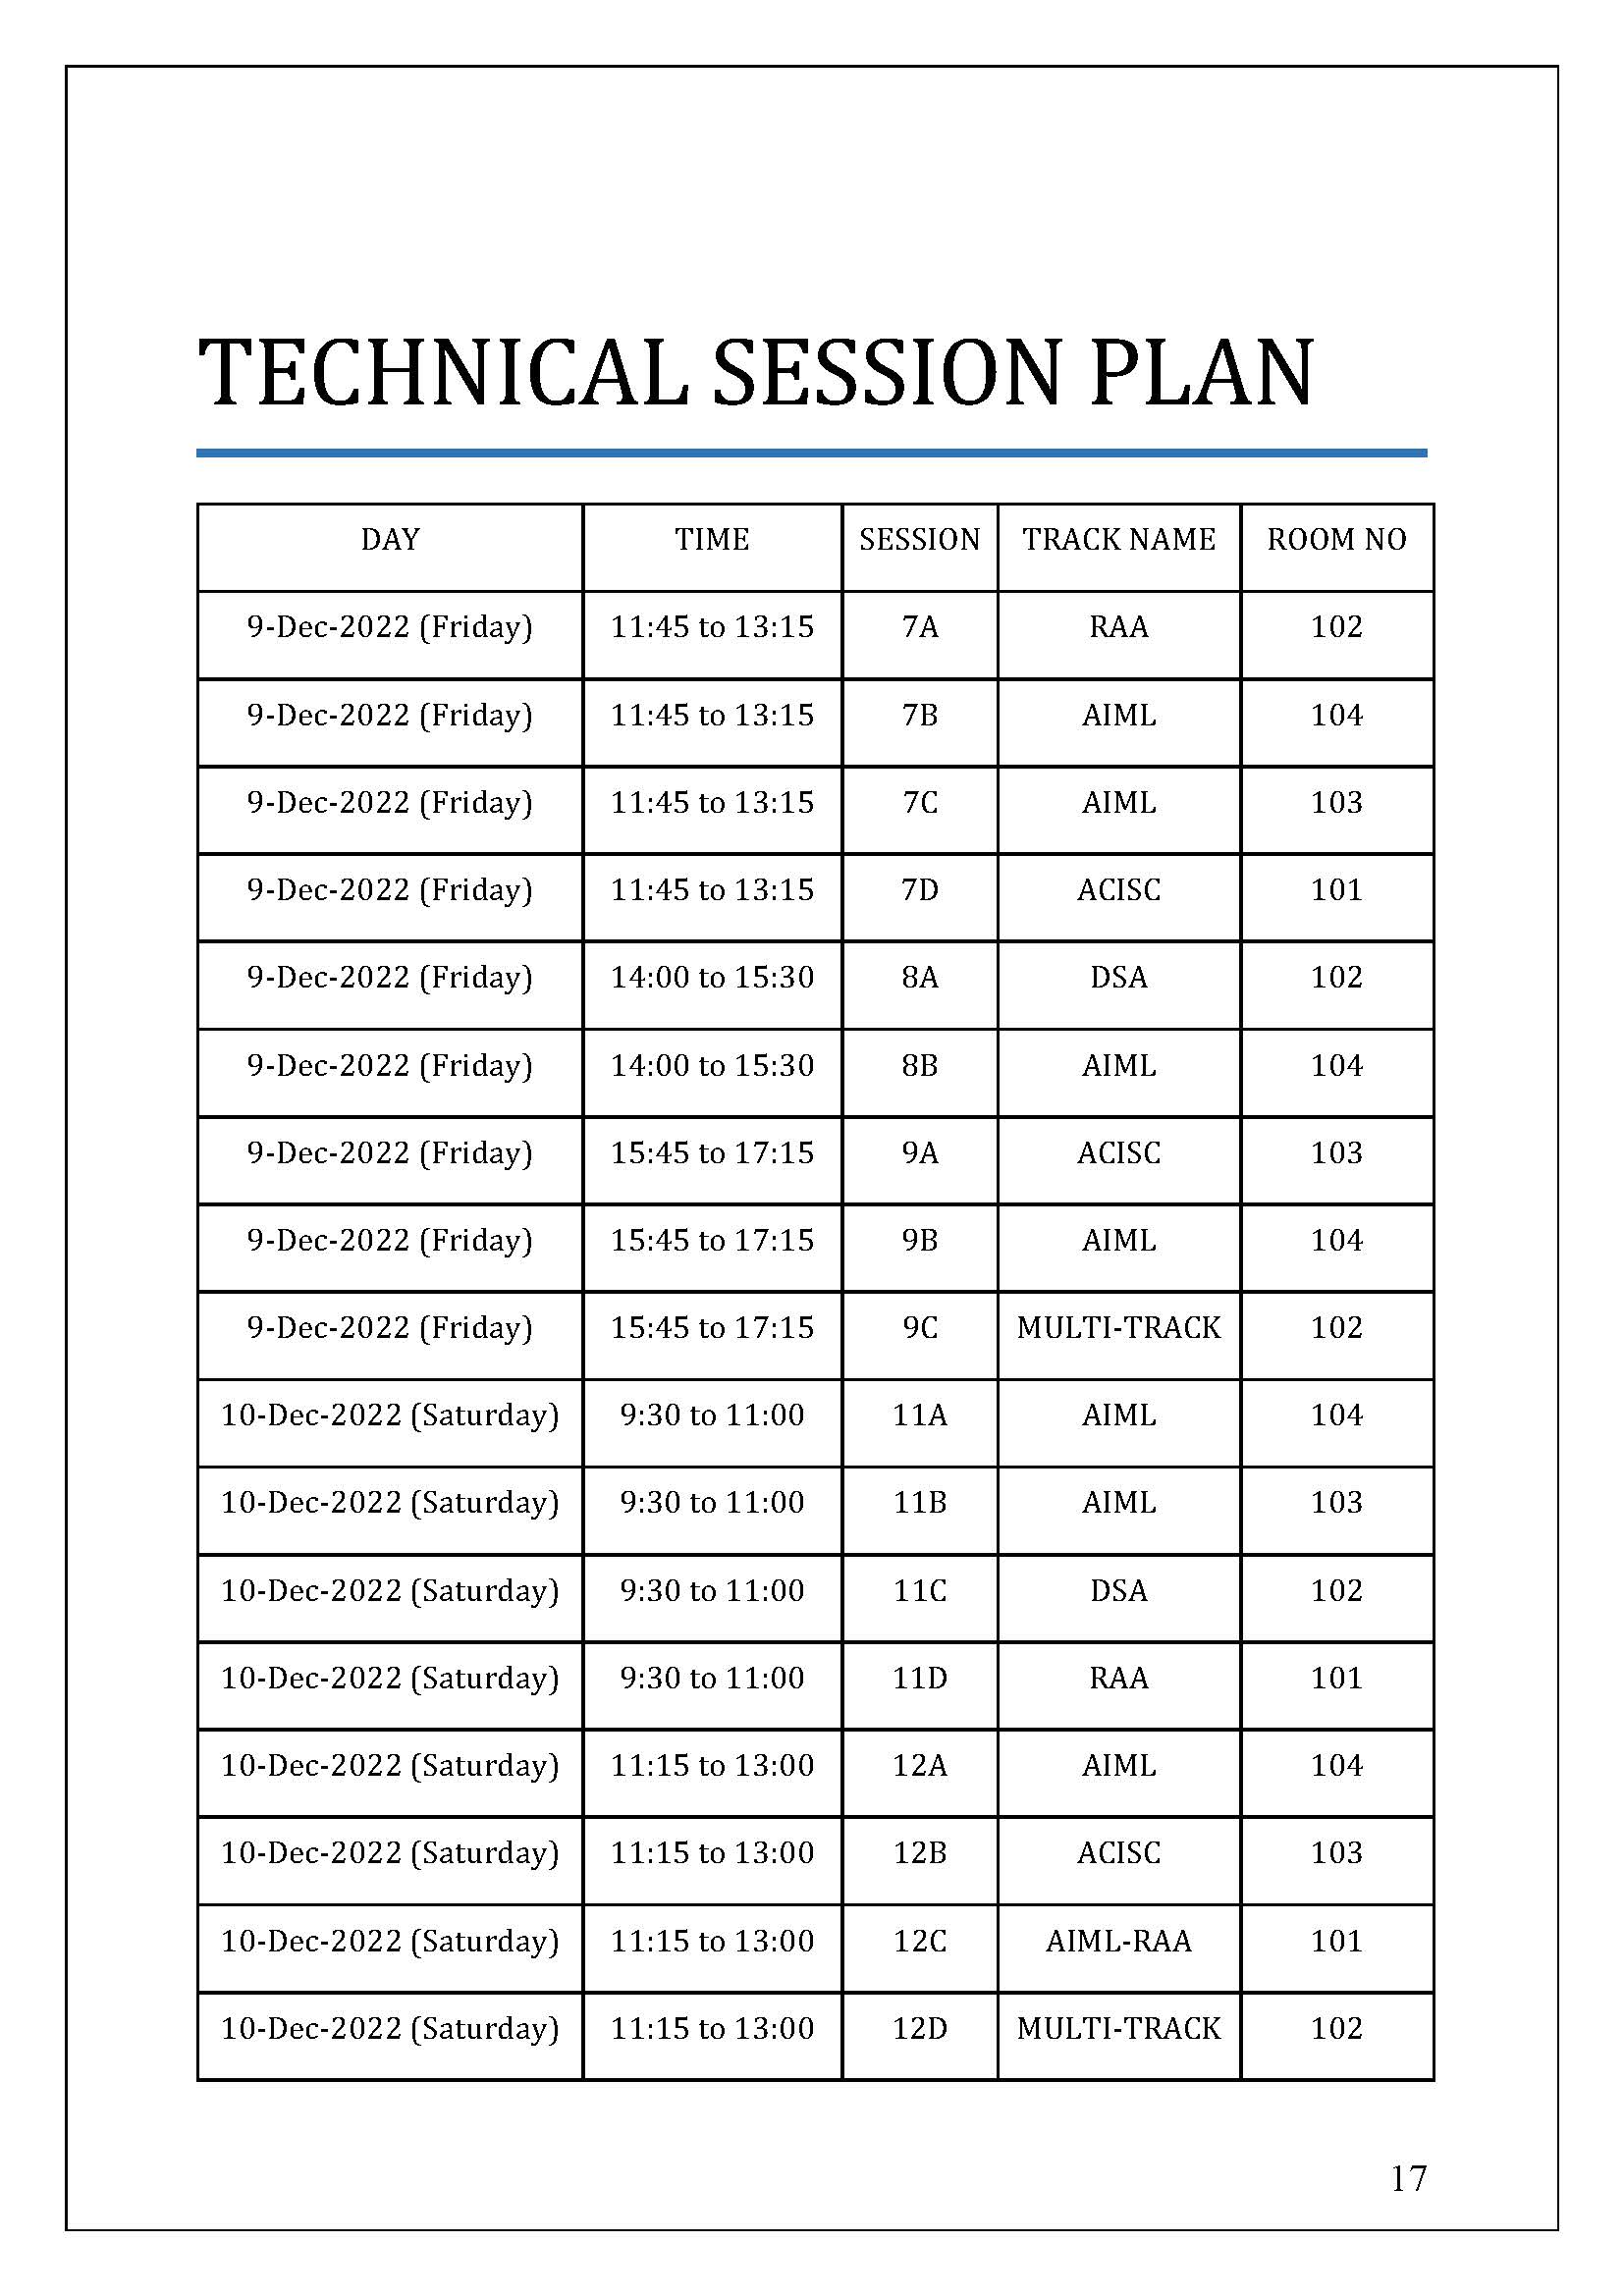 TECHNICAL SESSION PLAN
DAY TIME SESSION TRACK NAME ROOM NO
9-Dec-2022 (Friday) 11:45 to 13:15 7A RAA 102
9-Dec-2022 (Friday) 11:45 to 13:15 7B AIML 104
9-Dec-2022 (Friday) 11:45 to 13:15 7C AIML 103
9-Dec-2022 (Friday) 11:45 to 13:15 7D ACISC 101
9-Dec-2022 (Friday) 14:00 to 15:30 8A DSA 102
9-Dec-2022 (Friday) 14:00 to 15:30 8B AIML 104
9-Dec-2022 (Friday) 15:45 to 17:15 9A ACISC 103
9-Dec-2022 (Friday) 15:45 to 17:15 9B AIML 104
9-Dec-2022 (Friday) 15:45 to 17:15 9C MULTI-TRACK 102
10-Dec-2022 (Saturday) 9:30 to 11:00 11A AIML 104
10-Dec-2022 (Saturday) 9:30 to 11:00 11B AIML 103
10-Dec-2022 (Saturday) 9:30 to 11:00 11C DSA 102
10-Dec-2022 (Saturday) 9:30 to 11:00 11D RAA 101
10-Dec-2022 (Saturday) 11:15 to 13:00 12A AIML 104
10-Dec-2022 (Saturday) 11:15 to 13:00 12B ACISC 103
10-Dec-2022 (Saturday) 11:15 to 13:00 12C AIML-RAA 101
10-Dec-2022 (Saturday) 11:15 to 13:00 12D MULTI-TRACK 102
17